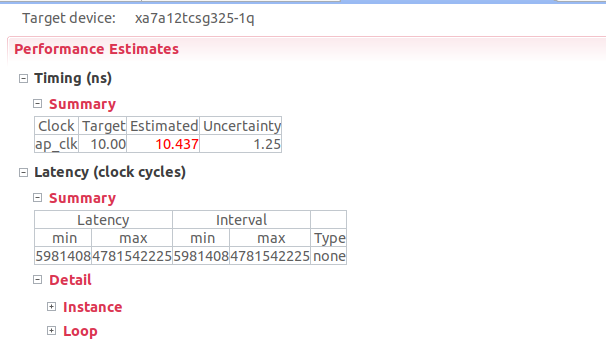 Target device: xa7a12tcsg325-1q
Performance Estimates
Timing (ns)
Summary
Clock Target Estimated Uncertainty
ap_clk 10.00 10.437 1.25
Latency (clock cycles)
Summary
Latency Interval
min max min max Type
5981408 4781542225 5981408 4781542225 none
Detail
Instance
Loop